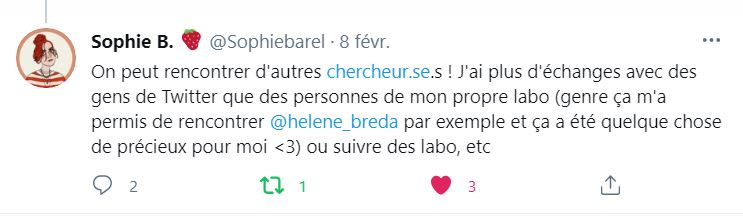 Sophie B. 🍓 @Sophiebarel · 8 févr.
On peut rencontrer d'autres chercheur.se.s ! J'ai plus d'échanges avec des
gens de Twitter que des personnes de mon propre labo (genre ça m'a
permis de rencontrer @helene_breda par exemple et ça a été quelque chose
de précieux pour moi <3) ou suivre des labo, etc
2 1 3